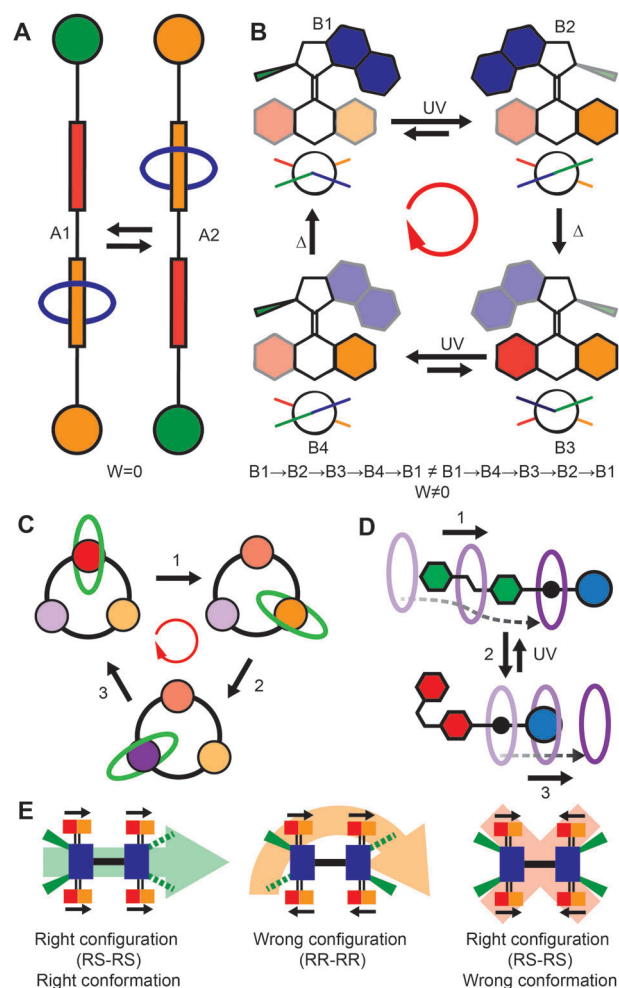 A
A1
A2
W=0
B
B1
B2
UV
Δ
Δ
UV
B4
B3
B1→B2→B3→B4→B1 ≠ B1→B4→B3→B2→B1
W≠0
C
1
2
3
D
1
2
UV
3
E
Right configuration
(RS-RS)
Right conformation
Wrong configuration
(RR-RR)
Right configuration
(RS-RS)
Wrong conformation